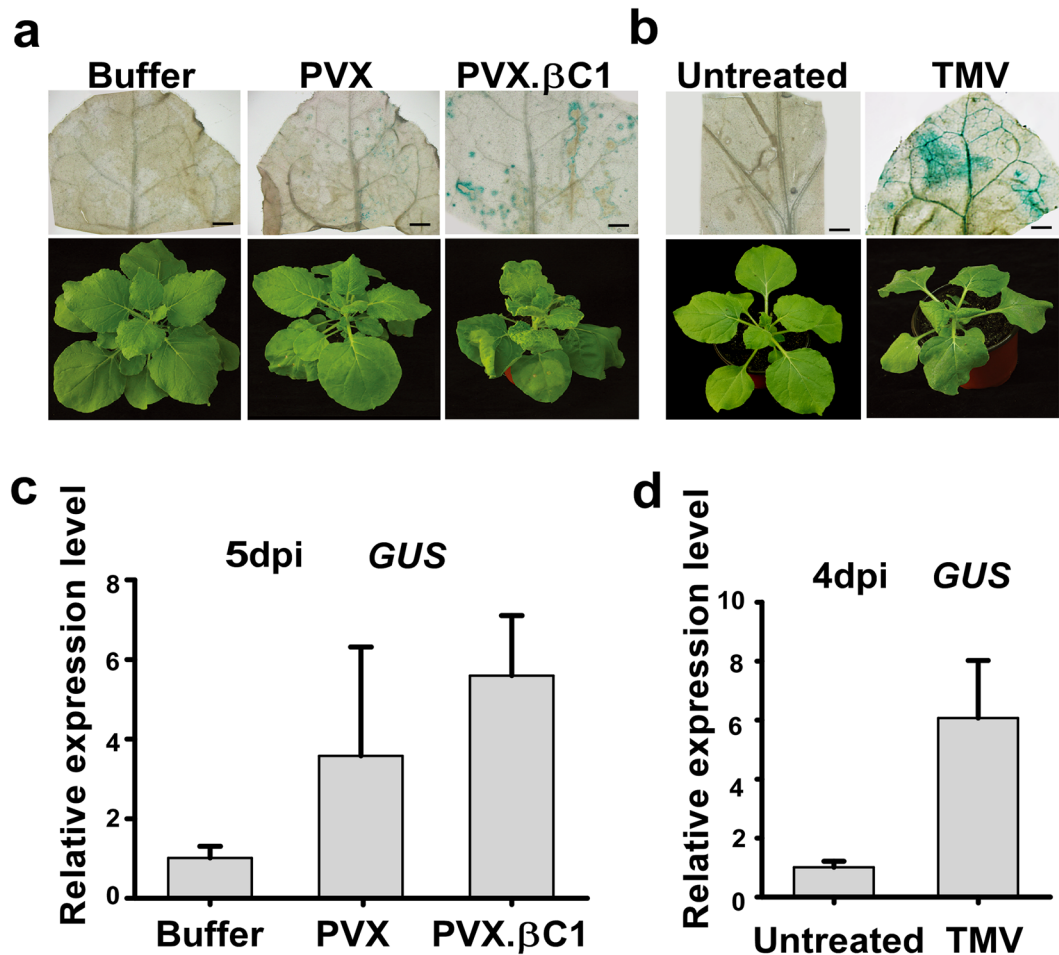 a
Buffer PVX PVX.βC1
b
Untreated TMV
c
Relative expression level
5dpi GUS
8
6
4
2
0
Buffer PVX PVX.βC1
d
Relative expression level
4dpi GUS
10
8
6
4
2
0
Untreated TMV